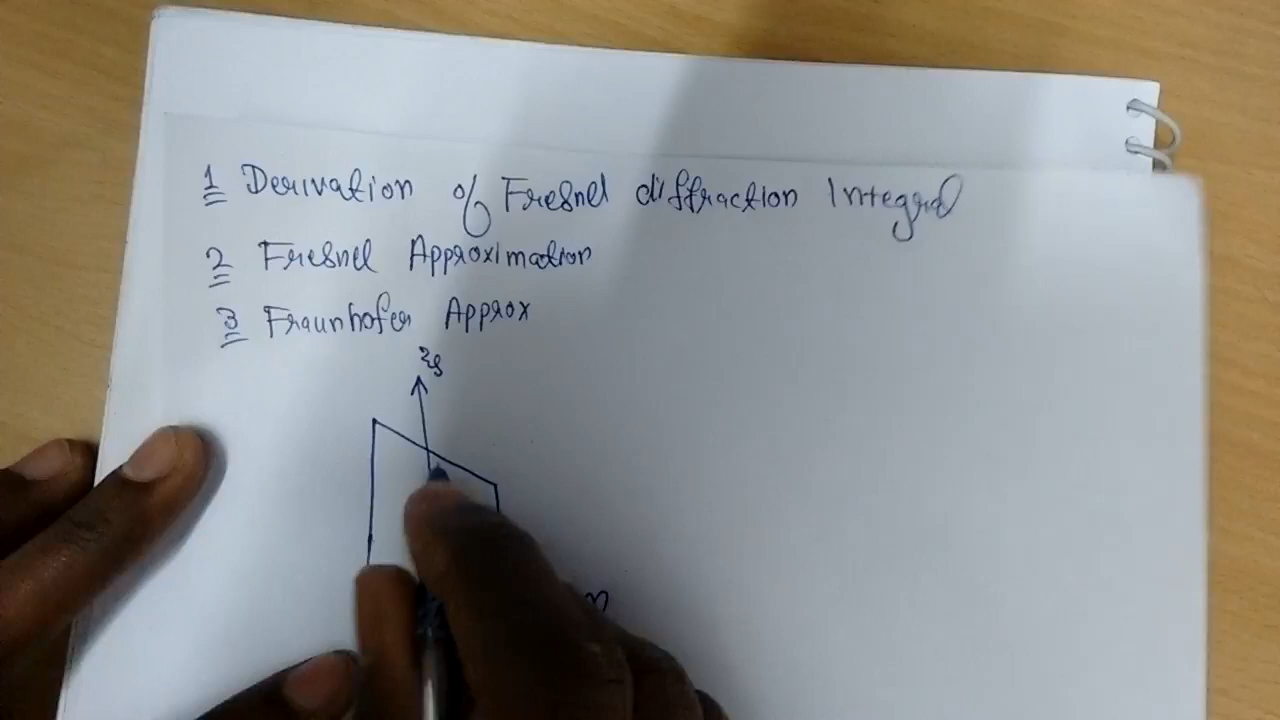 1 Derivation of Fresnel diffraction Integral
2 Fresnel Approximation
3 Fraunhofer Approx